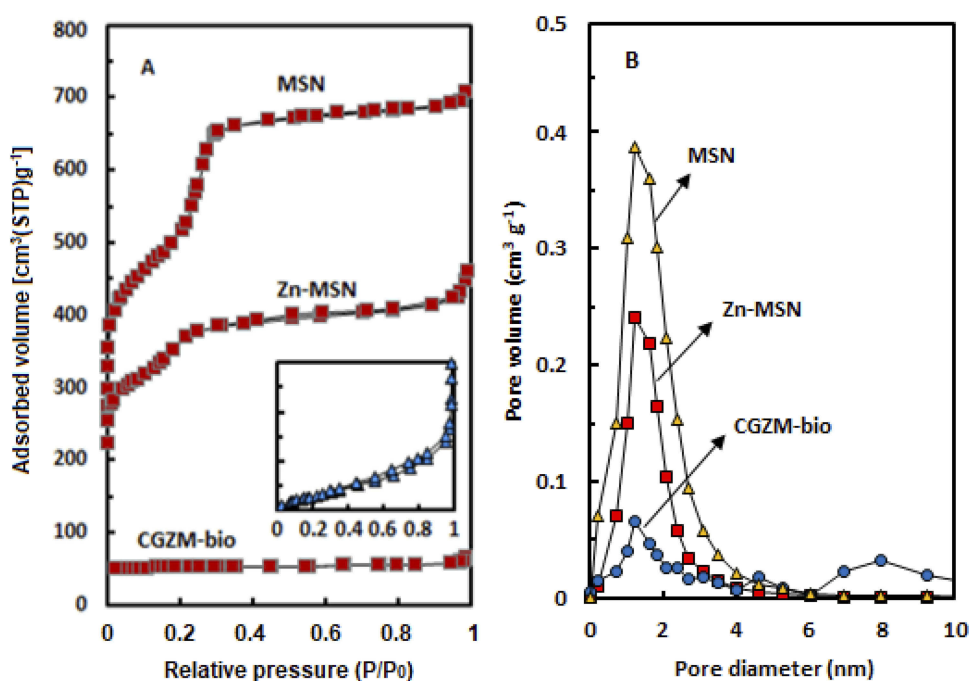 Adsorbed volume [cm³(STP)g⁻¹]
800
700
600
500
400
300
200
100
0
A
MSN
Zn-MSN
CGZM-bio
0 0.2 0.4 0.6 0.8 1
0 0.2 0.4 0.6 0.8 1
Relative pressure (P/P₀)
Pore volume (cm³ g⁻¹)
0.5
0.4
0.3
0.2
0.1
0
B
MSN
Zn-MSN
CGZM-bio
0 2 4 6 8 10
Pore diameter (nm)